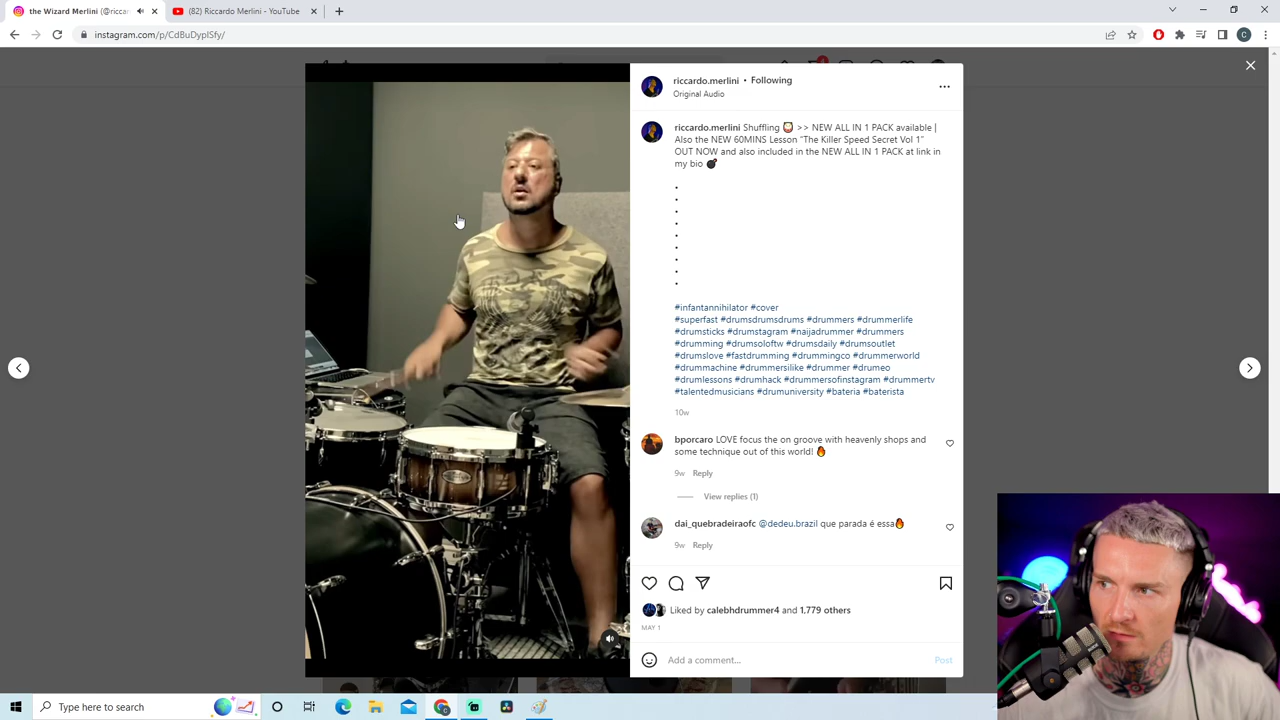 the Wizard Merlini (@riccar
(82) Riccardo Merlini - YouTube
instagram.com/p/CdBuDypISfy/
riccardo.merlini • Following
Original Audio
riccardo.merlini Shuffling >> NEW ALL IN 1 PACK available |
Also the NEW 60MINS Lesson "The Killer Speed Secret Vol 1"
OUT NOW and also included in the NEW ALL IN 1 PACK at link in
my bio
•
•
•
•
•
•
•
•
•
#infantannihilator #cover
#superfast #drumsdrumsdrums #drummers #drummerlife
#drumsticks #drumstagram #naijadrummer #drummers
#drumming #drumsoloftw #drumsdaily #drumsoutlet
#drumslove #fastdrumming #drummingco #drummerworld
#drummachine #drummersilike #drummer #drumeo
#drumlessons #drumhack #drummersofinstagram #drummertv
#talentedmusicians #drumuniversity #bateria #baterista
10w
bporcaro LOVE focus the on groove with heavenly shops and
some technique out of this world!
9w Reply
View replies (1)
dai_quebradeiraofc @dedeu.brazil que parada é essa
9w Reply
Liked by calebhdrummer4 and 1,779 others
MAY 1
Add a comment...
Post
Type here to search